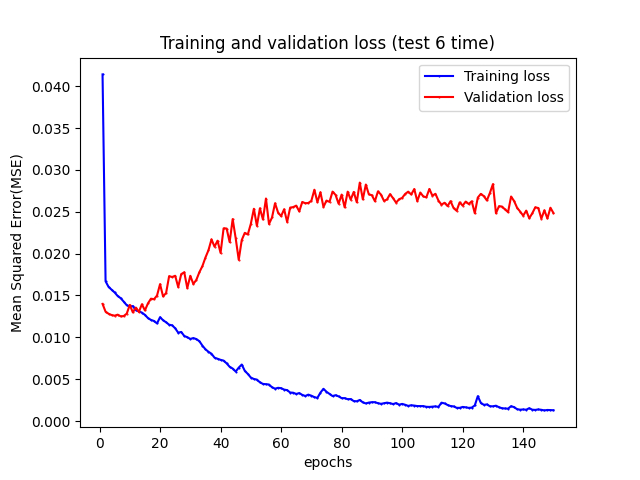 Training and validation loss (test 6 time)
Training loss
Validation loss
Mean Squared Error(MSE)
0.040
0.035
0.030
0.025
0.020
0.015
0.010
0.005
0.000
0 20 40 60 80 100 120 140
epochs